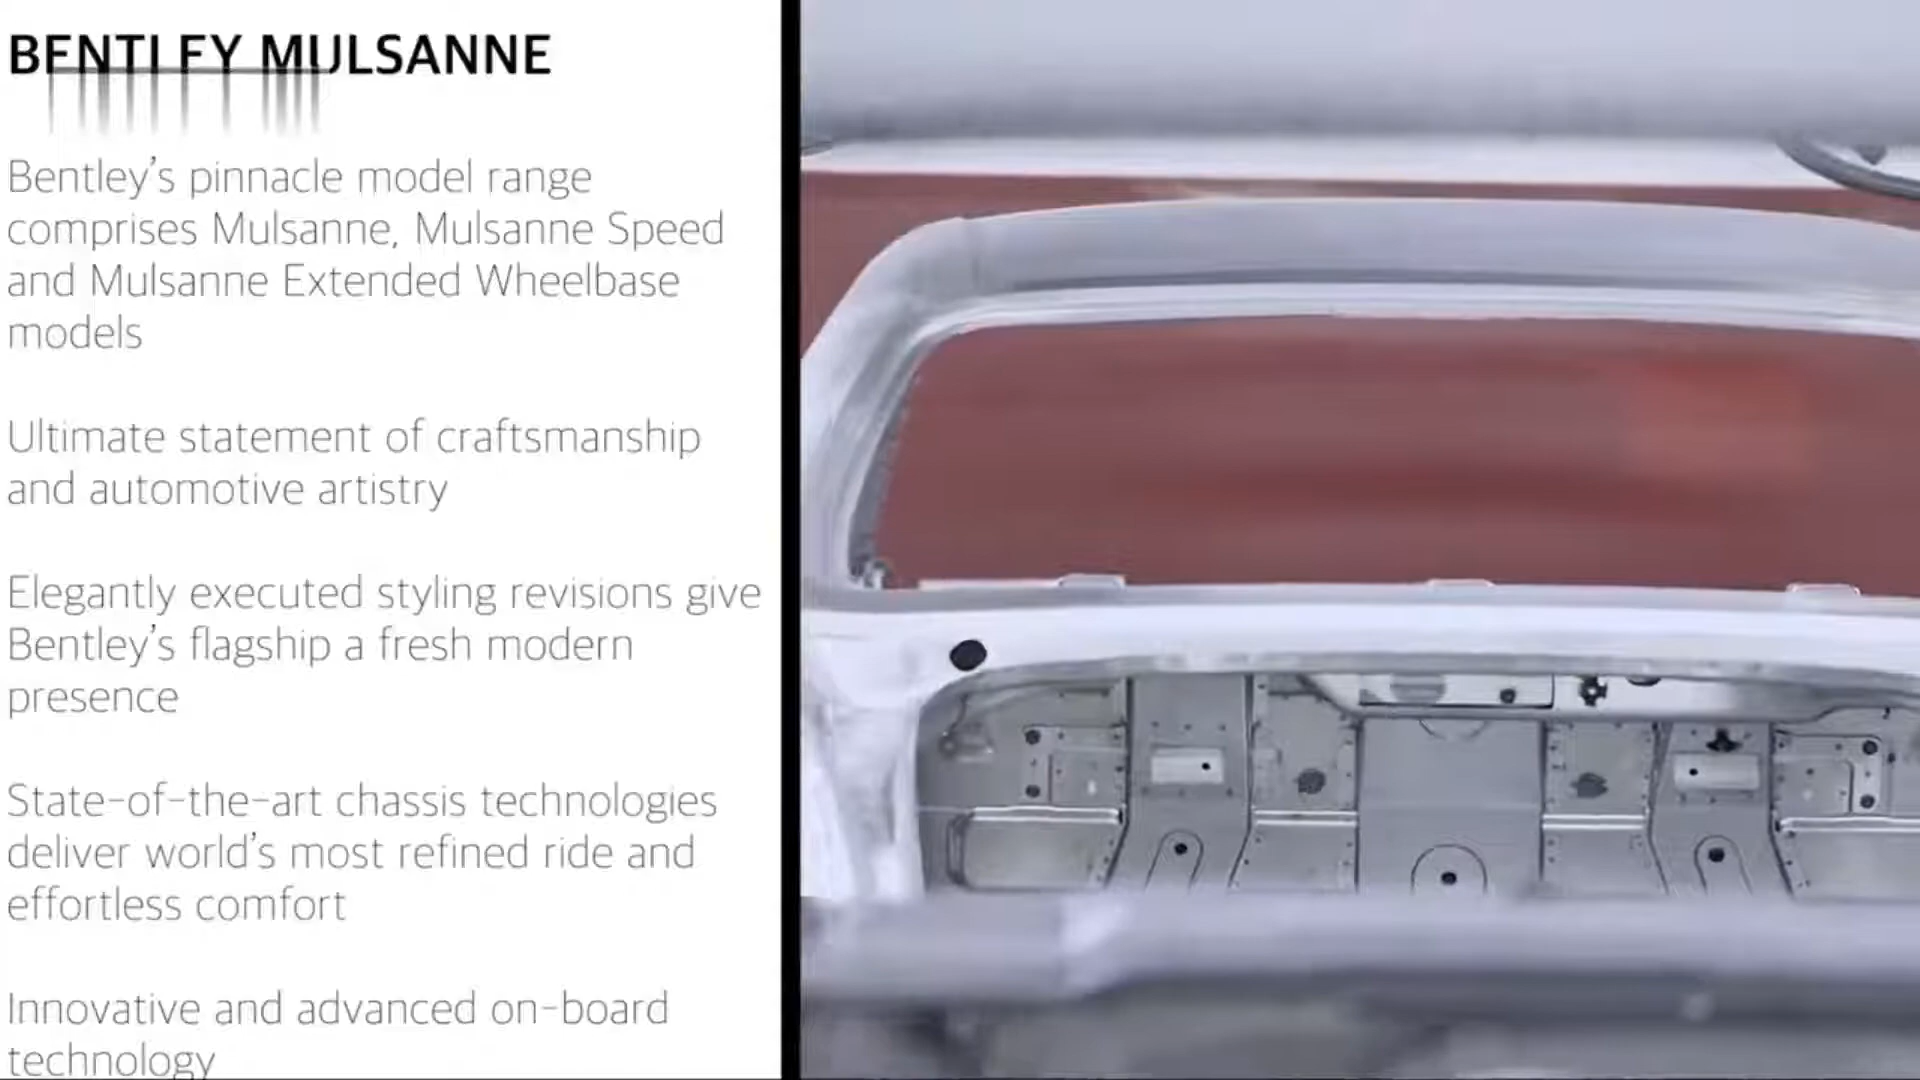 BENTLEY MULSANNE
Bentley's pinnacle model range
comprises Mulsanne, Mulsanne Speed
and Mulsanne Extended Wheelbase
models
Ultimate statement of craftsmanship
and automotive artistry
Elegantly executed styling revisions give
Bentley's flagship a fresh modern
presence
State-of-the-art chassis technologies
deliver world's most refined ride and
effortless comfort
Innovative and advanced on-board
technology